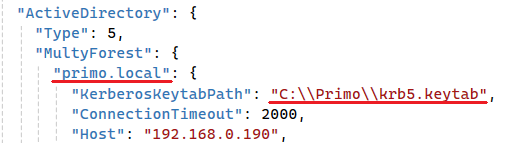 "ActiveDirectory": {
"Type": 5,
"MultyForest": {
"primo.local": {
"KerberosKeytabPath": "C:\\Primo\\krb5.keytab",
"ConnectionTimeout": 2000,
"Host": "192.168.0.190",